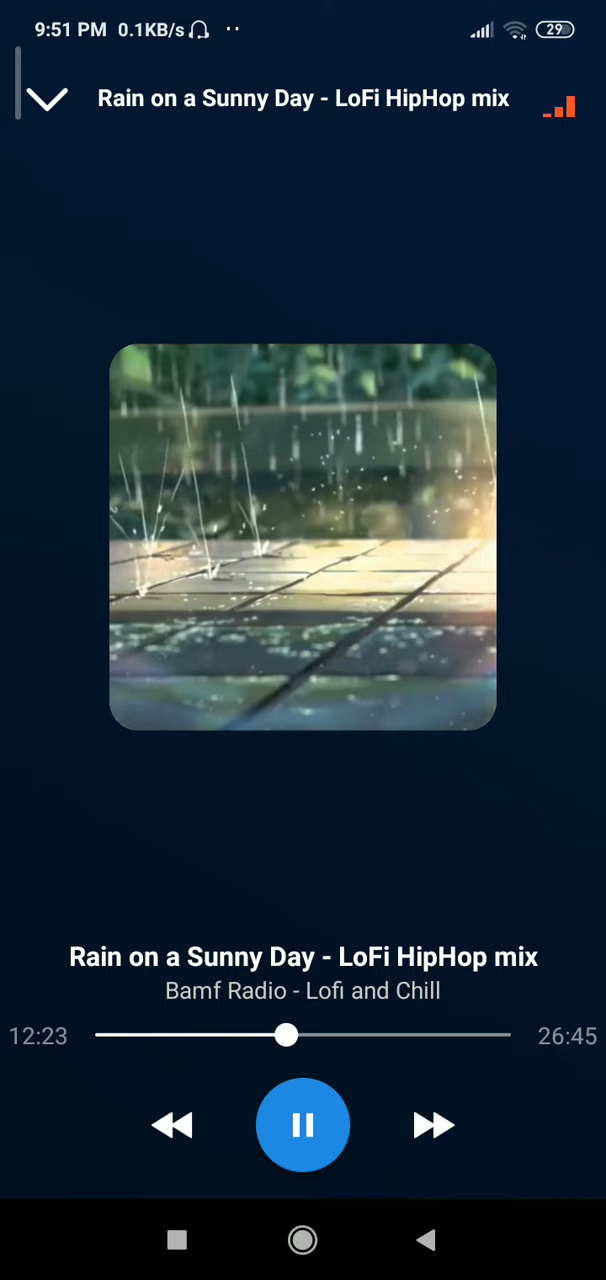 9:51 PM 0.1KB/s 29
Rain on a Sunny Day - LoFi HipHop mix
Rain on a Sunny Day - LoFi HipHop mix
Bamf Radio - Lofi and Chill
12:23 26:45